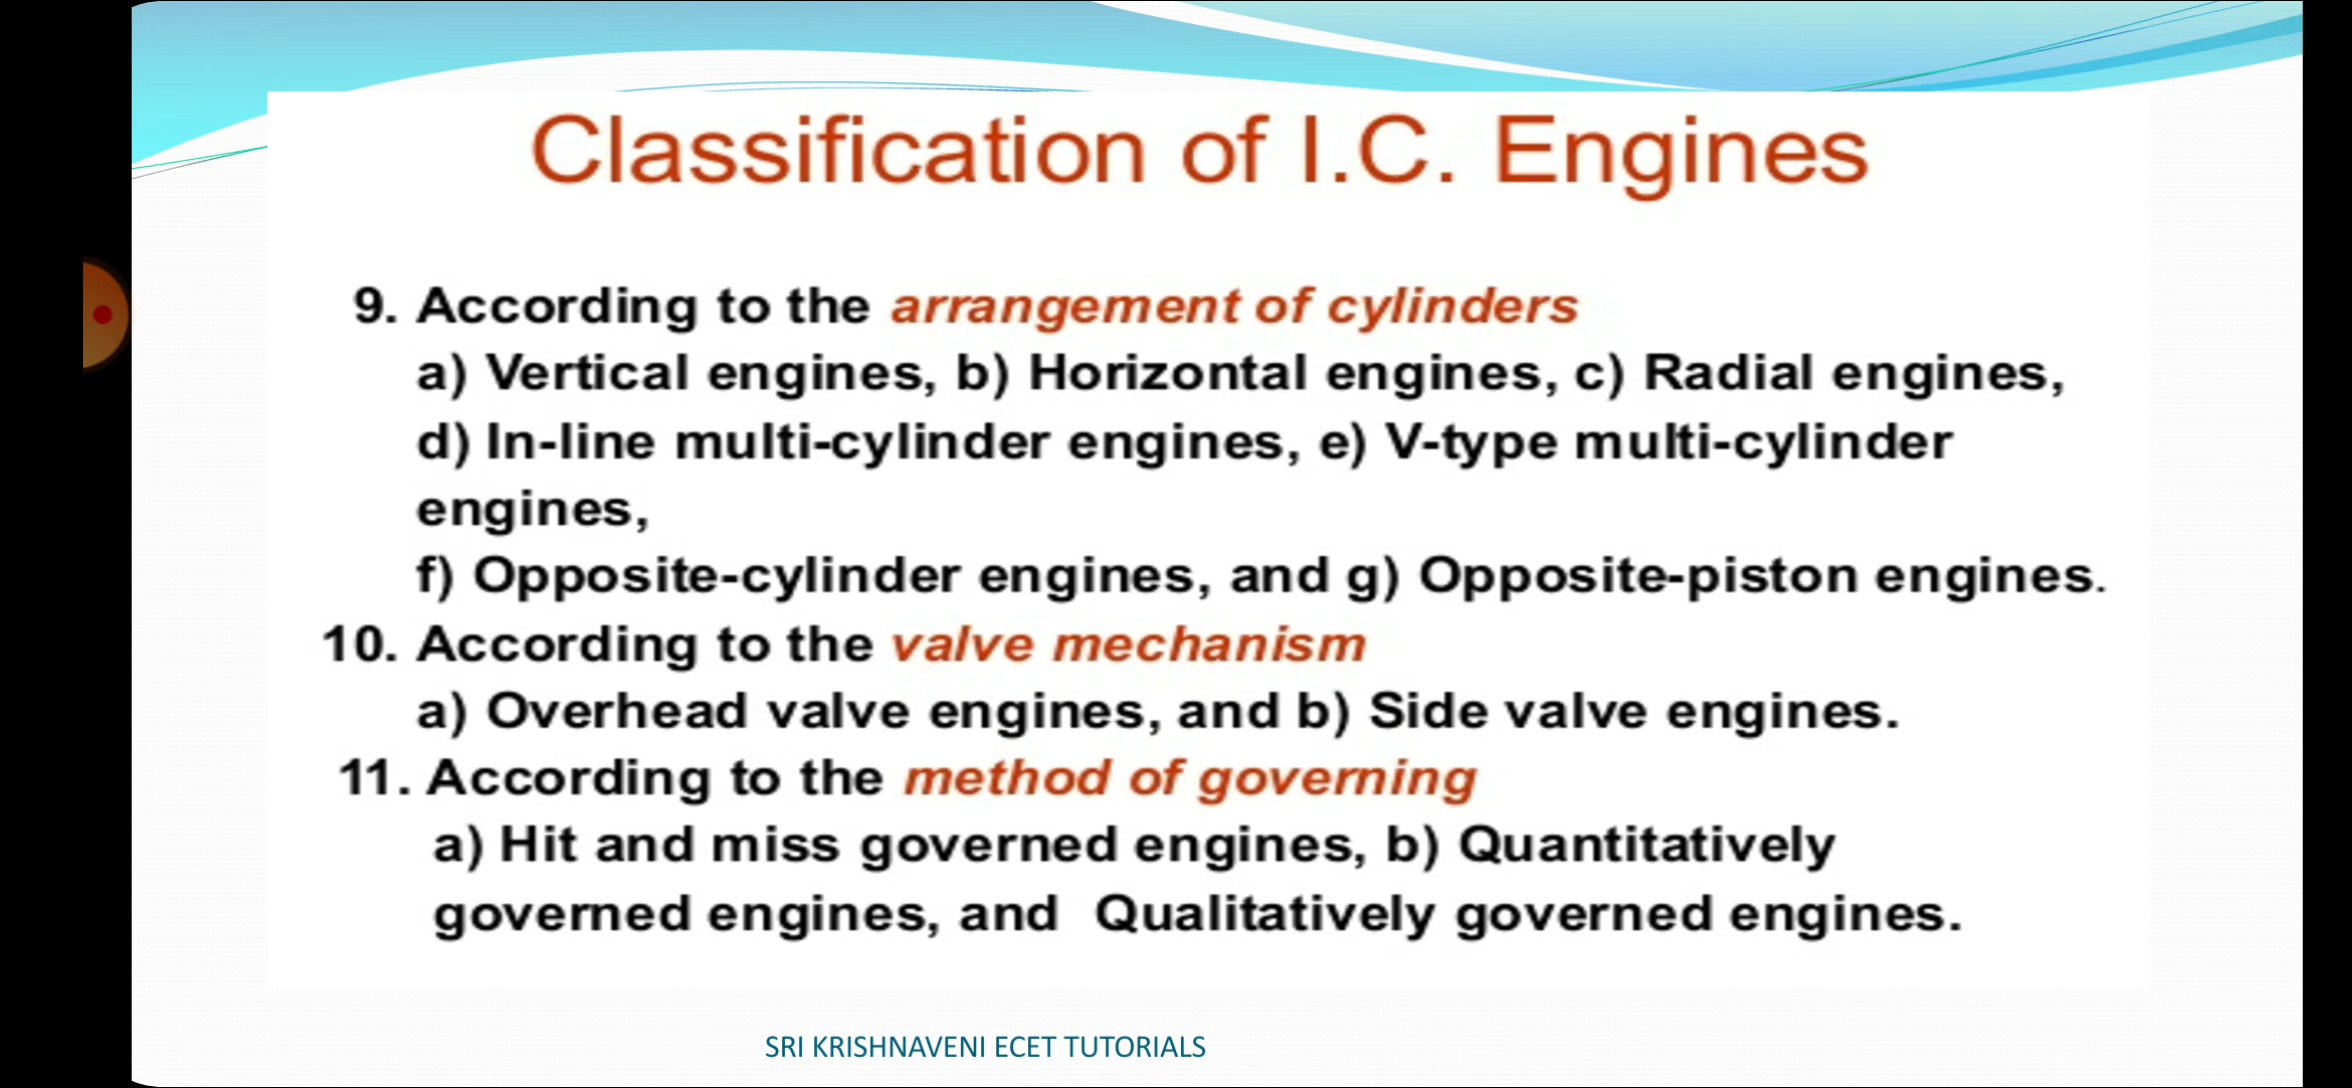 Classification of I.C. Engines
9. According to the arrangement of cylinders
a) Vertical engines, b) Horizontal engines, c) Radial engines,
d) In-line multi-cylinder engines, e) V-type multi-cylinder
engines,
f) Opposite-cylinder engines, and g) Opposite-piston engines.
10. According to the valve mechanism
a) Overhead valve engines, and b) Side valve engines.
11. According to the method of governing
a) Hit and miss governed engines, b) Quantitatively
governed engines, and  Qualitatively governed engines.
SRI KRISHNAVENI ECET TUTORIALS